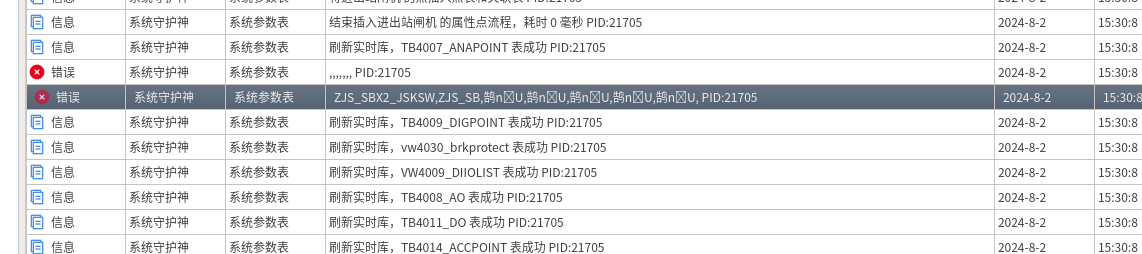 信息 系统守护神 系统参数表 结束插入进出站闸机 的属性点流程，耗时 0 毫秒 PID:21705 2024-8-2 15:30:8
信息 系统守护神 系统参数表 刷新实时库，TB4007_ANAPOINT 表成功 PID:21705 2024-8-2 15:30:8
错误 系统守护神 系统参数表 ,,,,,,,, PID:21705 2024-8-2 15:30:8
错误 系统守护神 系统参数表 ZJS_SBX2_JSKSW,ZJS_SB,鹄n☒U,鹄n☒U,鹄n☒U,鹄n☒U,鹄n☒U, PID:21705 2024-8-2 15:30:8
信息 系统守护神 系统参数表 刷新实时库，TB4009_DIGPOINT 表成功 PID:21705 2024-8-2 15:30:8
信息 系统守护神 系统参数表 刷新实时库，vw4030_brkprotect 表成功 PID:21705 2024-8-2 15:30:8
信息 系统守护神 系统参数表 刷新实时库，VW4009_DIIOLIST 表成功 PID:21705 2024-8-2 15:30:8
信息 系统守护神 系统参数表 刷新实时库，TB4008_AO 表成功 PID:21705 2024-8-2 15:30:8
信息 系统守护神 系统参数表 刷新实时库，TB4011_DO 表成功 PID:21705 2024-8-2 15:30:8
信息 系统守护神 系统参数表 刷新实时库，TB4014_ACCPOINT 表成功 PID:21705 2024-8-2 15:30:8